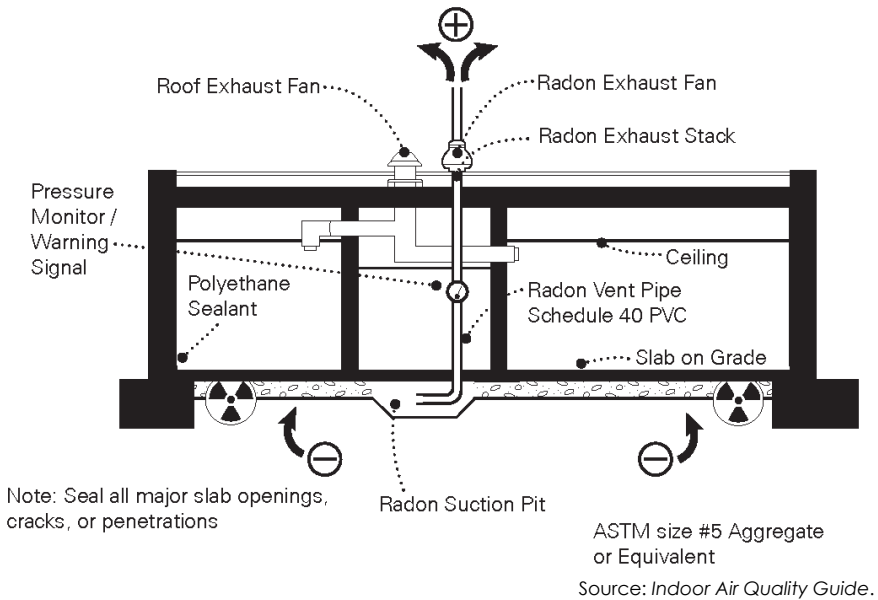 +
Roof Exhaust Fan
Radon Exhaust Fan
Radon Exhaust Stack
Pressure
Monitor /
Warning
Signal
Polyethane
Sealant
Ceiling
Radon Vent Pipe
Schedule 40 PVC
Slab on Grade
−
−
Note: Seal all major slab openings,
cracks, or penetrations
Radon Suction Pit
ASTM size #5 Aggregate
or Equivalent
Source: Indoor Air Quality Guide.